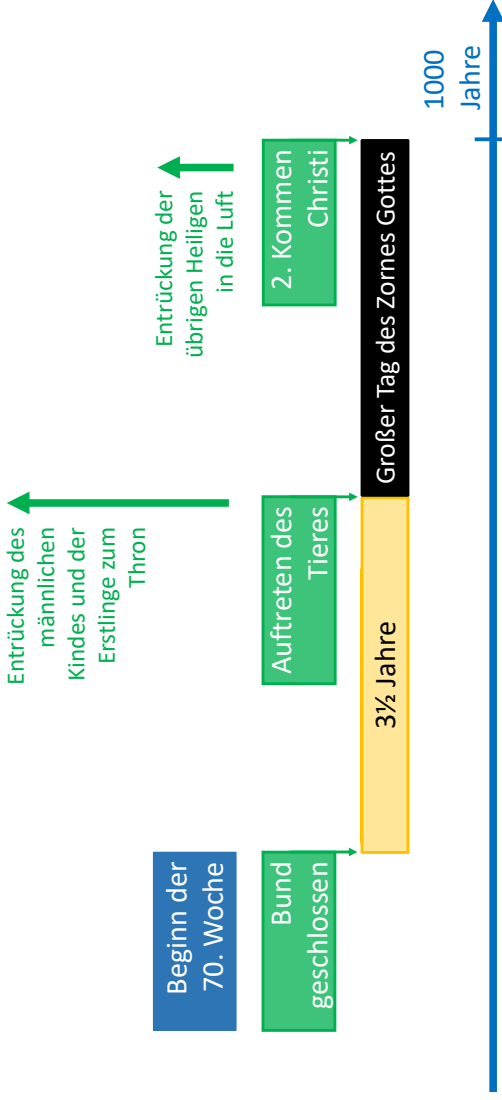 Beginn der
70. Woche
Bund
geschlossen
Entrückung des
männlichen
Kindes und der
Erstlinge zum
Thron
Auftreten des
Tieres
3½ Jahre
Entrückung der
übrigen Heiligen
in die Luft
2. Kommen
Christi
Großer Tag des Zornes Gottes
1000
Jahre